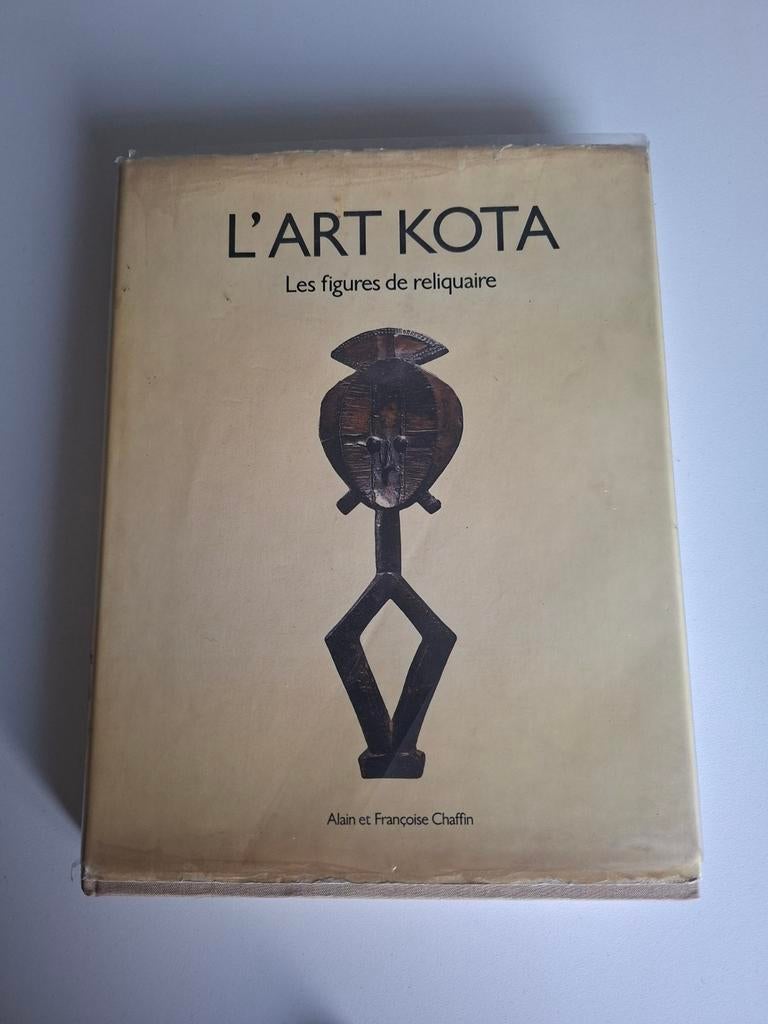 L'ART KOTA
Les figures de reliquaire
Alain et Françoise Chaffin